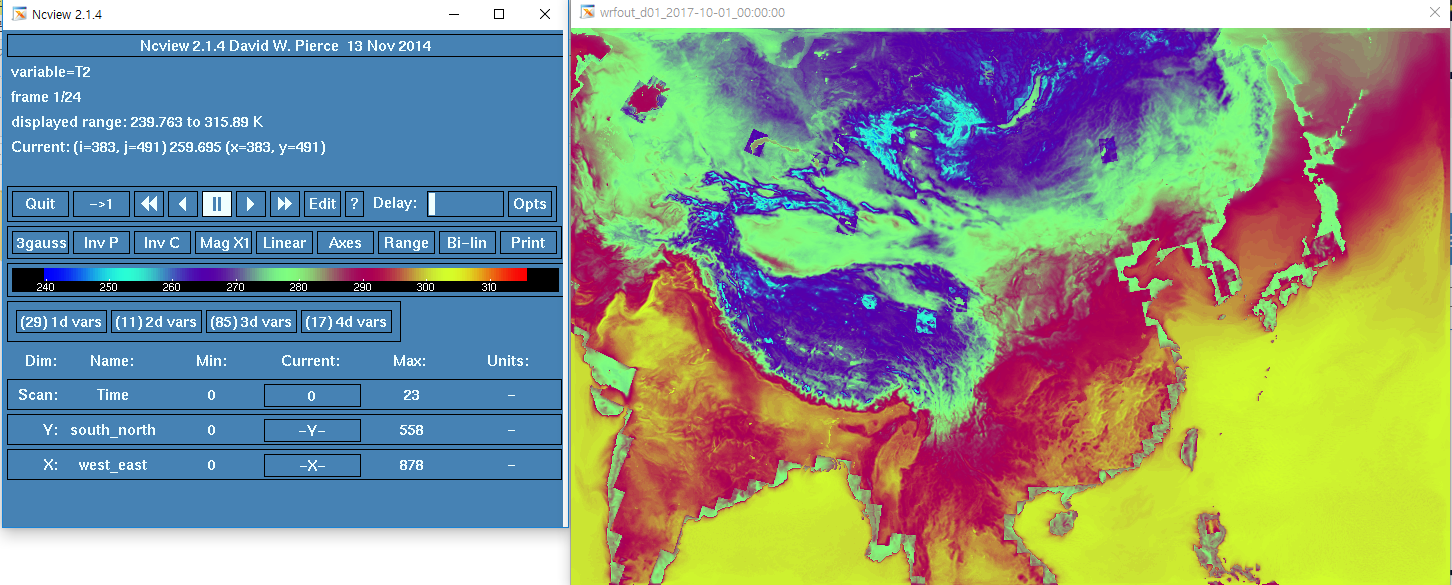 Ncview 2.1.4
Ncview 2.1.4 David W. Pierce 13 Nov 2014
variable=T2
frame 1/24
displayed range: 239.763 to 315.89 K
Current: (i=383, j=491) 259.695 (x=383, y=491)
Quit ->1 Edit ? Delay: Opts
3gauss Inv P Inv C Mag X1 Linear Axes Range Bi-lin Print
240 250 260 270 280 290 300 310
(29) 1d vars (11) 2d vars (85) 3d vars (17) 4d vars
Dim: Name: Min: Current: Max: Units:
Scan: Time 0 0 23 -
Y: south_north 0 -Y- 558 -
X: west_east 0 -X- 878 -
wrfout_d01_2017-10-01_00:00:00